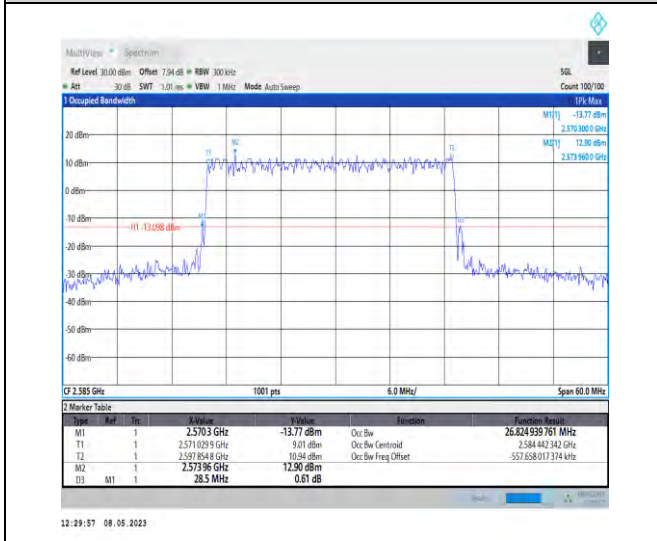 MultiView Spectrum
Ref Level 30.00 dBm Offset 7.94 dB RBW 300 kHz SGL
Att 30 dB SWT 1.01 ms VBW 1 MHz Mode Auto Sweep Count 100/100
1 Occupied Bandwidth 1Pk Max
M1[1] -13.77 dBm
2.570 300 0 GHz
M2[1] 12.90 dBm
2.573 960 0 GHz
20 dBm
T1 M2 T2
10 dBm
0 dBm
-10 dBm
M1 D3
H1 -13.098 dBm
-20 dBm
-30 dBm
-40 dBm
-50 dBm
-60 dBm
CF 2.585 GHz 1001 pts 6.0 MHz/ Span 60.0 MHz
2 Marker Table
Type Ref Trc X-Value Y-Value Function Function Result
M1 1 2.5703 GHz -13.77 dBm Occ Bw 26.824 939 761 MHz
T1 1 2.571 029 9 GHz 9.01 dBm Occ Bw Centroid 2.584 442 342 GHz
T2 1 2.597 854 8 GHz 10.94 dBm Occ Bw Freq Offset -557.658 017 374 kHz
M2 1 2.573 96 GHz 12.90 dBm
D3 M1 1 28.5 MHz 0.61 dB
12:29:57 08.05.2023